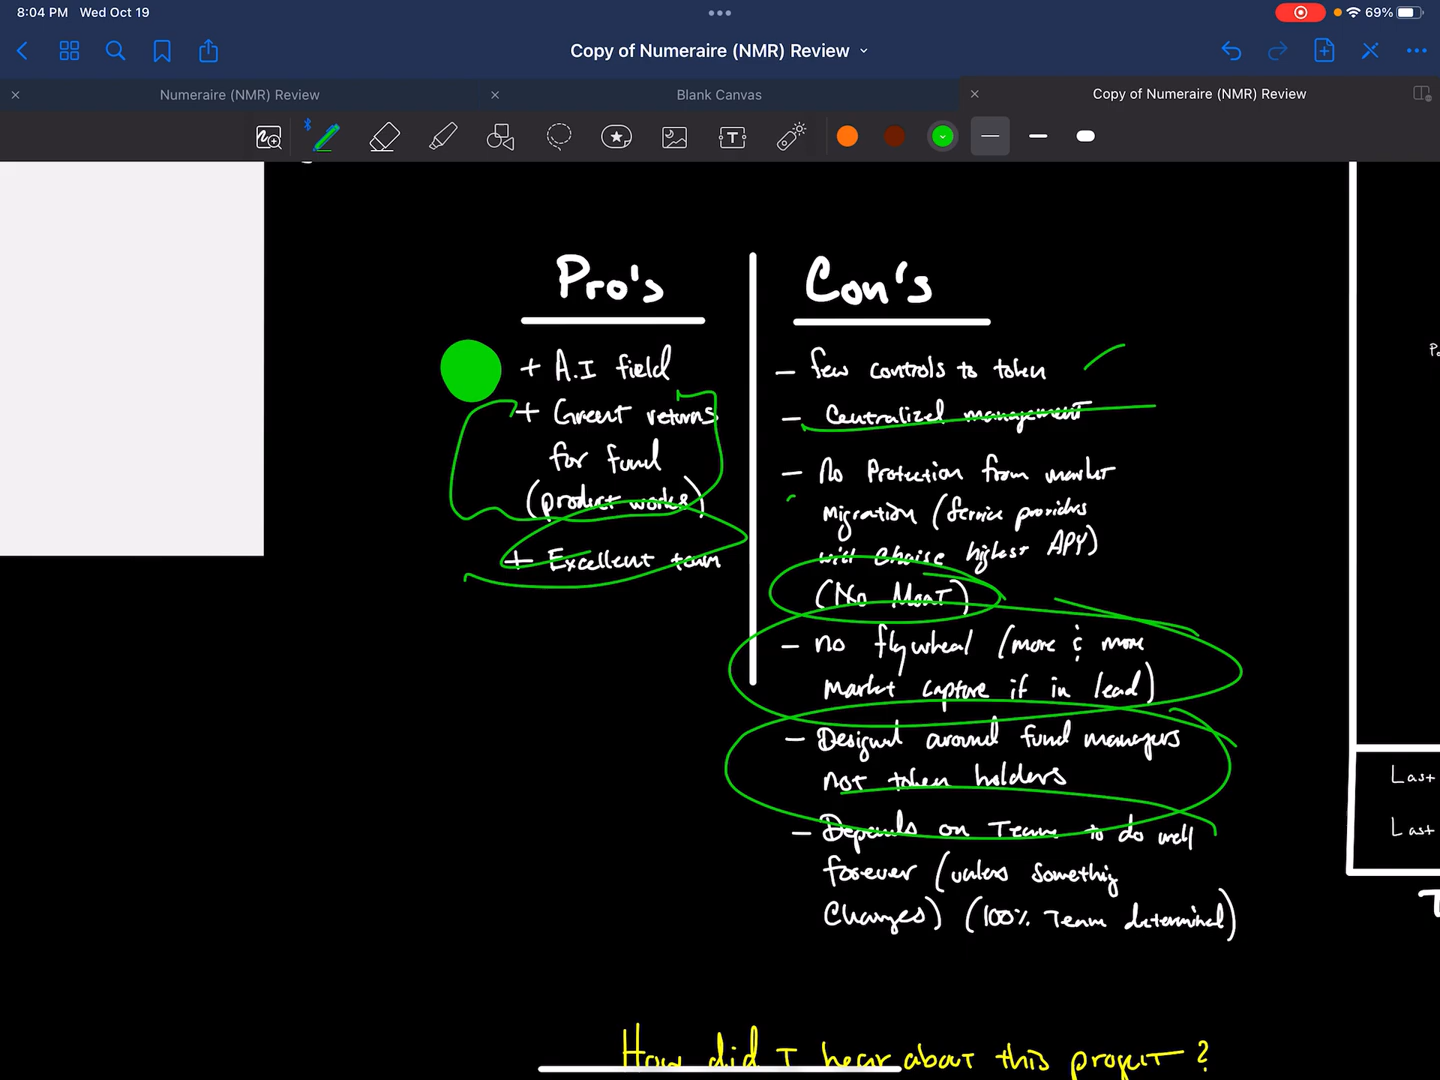 8:04 PM Wed Oct 19
69%
Copy of Numeraire (NMR) Review
Numeraire (NMR) Review
Blank Canvas
Copy of Numeraire (NMR) Review
T
Pro's
+ A.I field
+ Great returns
for fund
(product works)
+ Excellent team
Con's
- few controls to token
- Centralized management
- no Protection from market
migration (service providers
will choise highest APY)
(No Moat)
- no flywheal (more & more
market capture if in lead)
- Designed around fund managers
not token holders
- Depends on Team to do well
forever (unless something
changes) (100% Team determined)
Last
Last
How did I hear about this project?